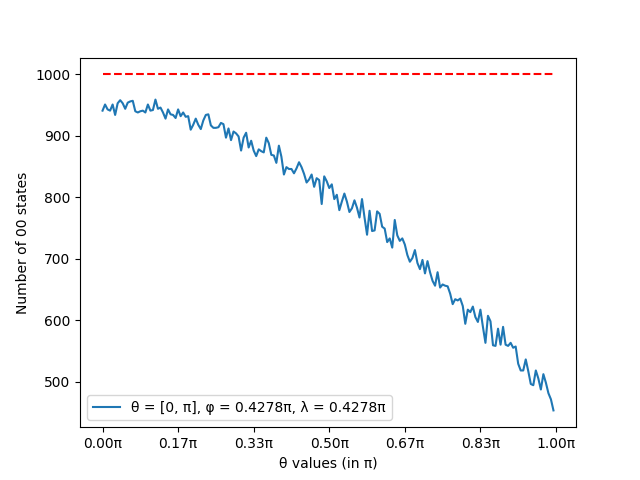 1000
900
800
700
600
500
Number of 00 states
θ = [0, π], φ = 0.4278π, λ = 0.4278π
0.00π 0.17π 0.33π 0.50π 0.67π 0.83π 1.00π
θ values (in π)